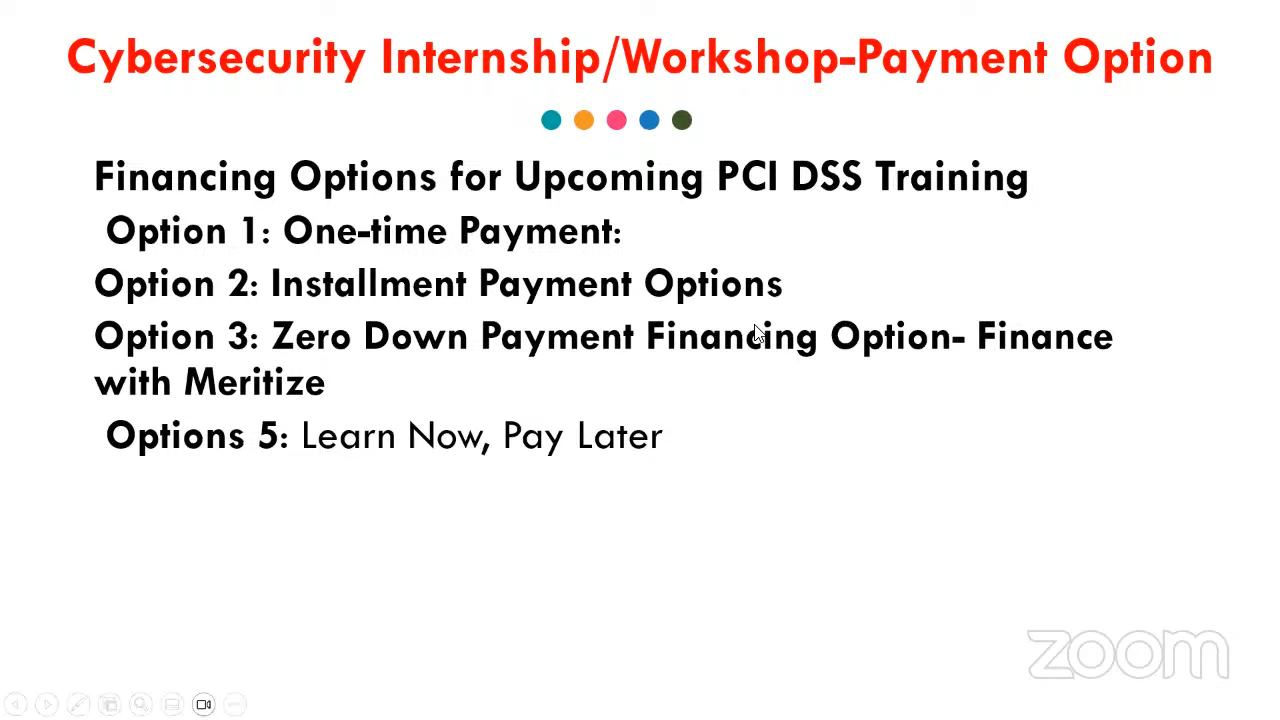 Cybersecurity Internship/Workshop-Payment Option
Financing Options for Upcoming PCI DSS Training
Option 1: One-time Payment:
Option 2: Installment Payment Options
Option 3: Zero Down Payment Financing Option- Finance
with Meritize
Options 5: Learn Now, Pay Later
zoom